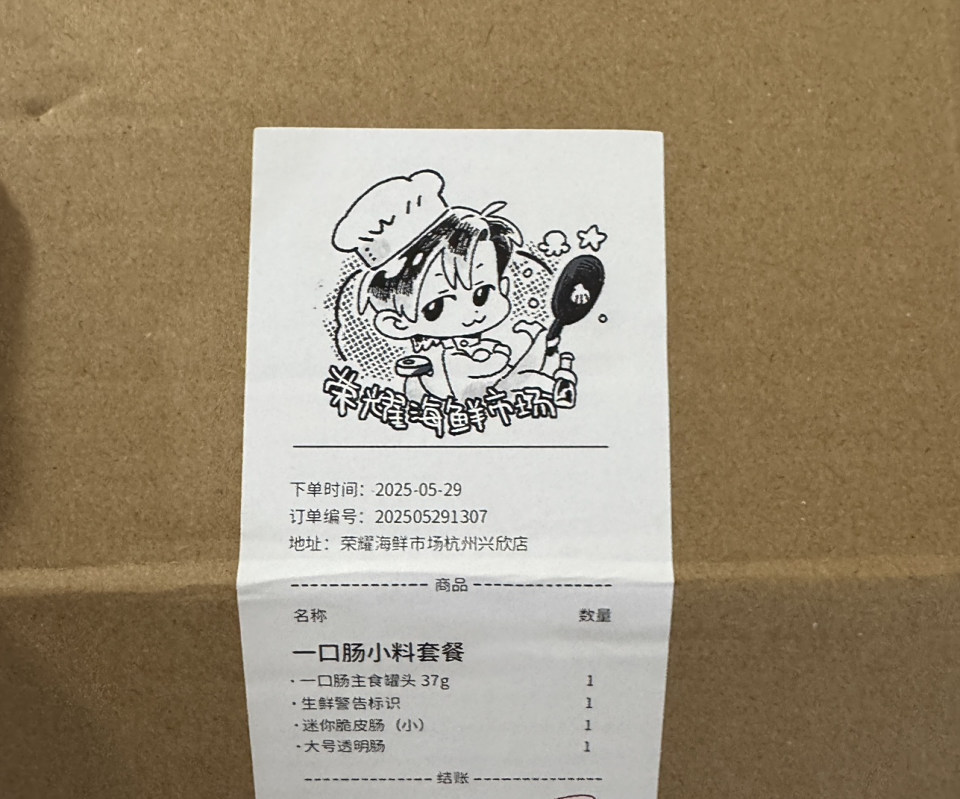 荣耀海鲜市场
下单时间：2025-05-29
订单编号：202505291307
地址：荣耀海鲜市场杭州兴欣店
--------------- 商品 ---------------
名称 数量
一口肠小料套餐
·一口肠主食罐头 37g 1
·生鲜警告标识 1
·迷你脆皮肠（小） 1
·大号透明肠 1
--------------- 结账 ---------------